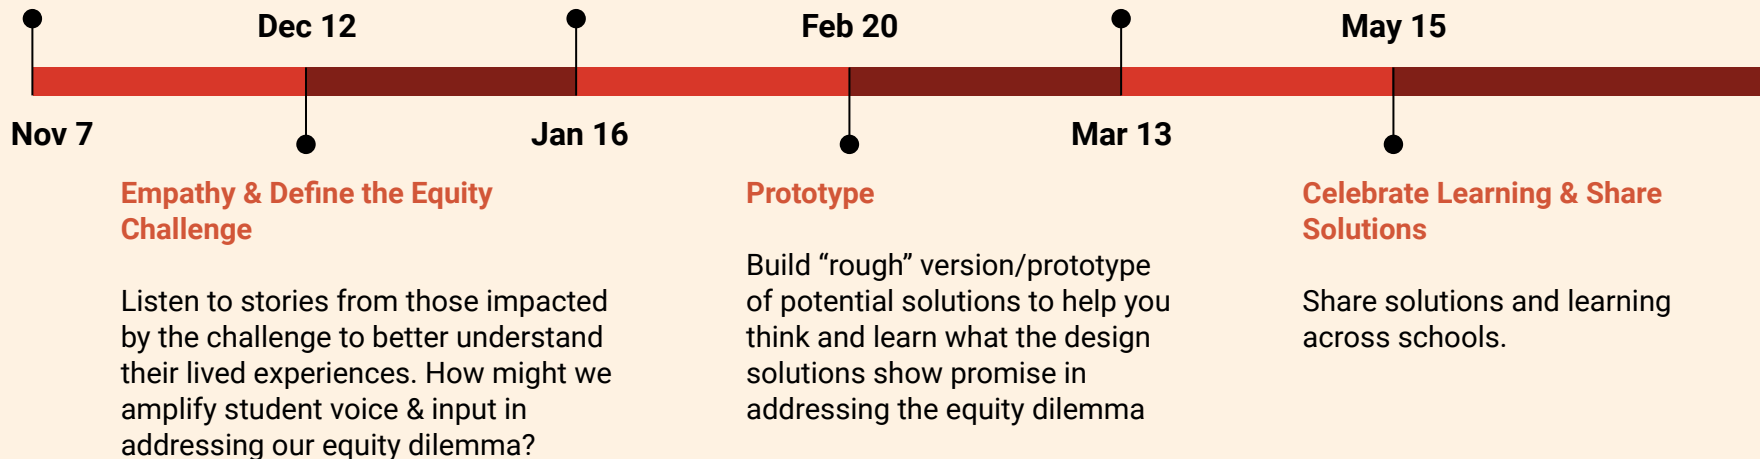 Dec 12
Feb 20
May 15
Nov 7
Jan 16
Mar 13
Empathy & Define the Equity
Challenge
Listen to stories from those impacted
by the challenge to better understand
their lived experiences. How might we
amplify student voice & input in
addressing our equity dilemma?
Prototype
Build “rough” version/prototype
of potential solutions to help you
think and learn what the design
solutions show promise in
addressing the equity dilemma
Celebrate Learning & Share
Solutions
Share solutions and learning
across schools.